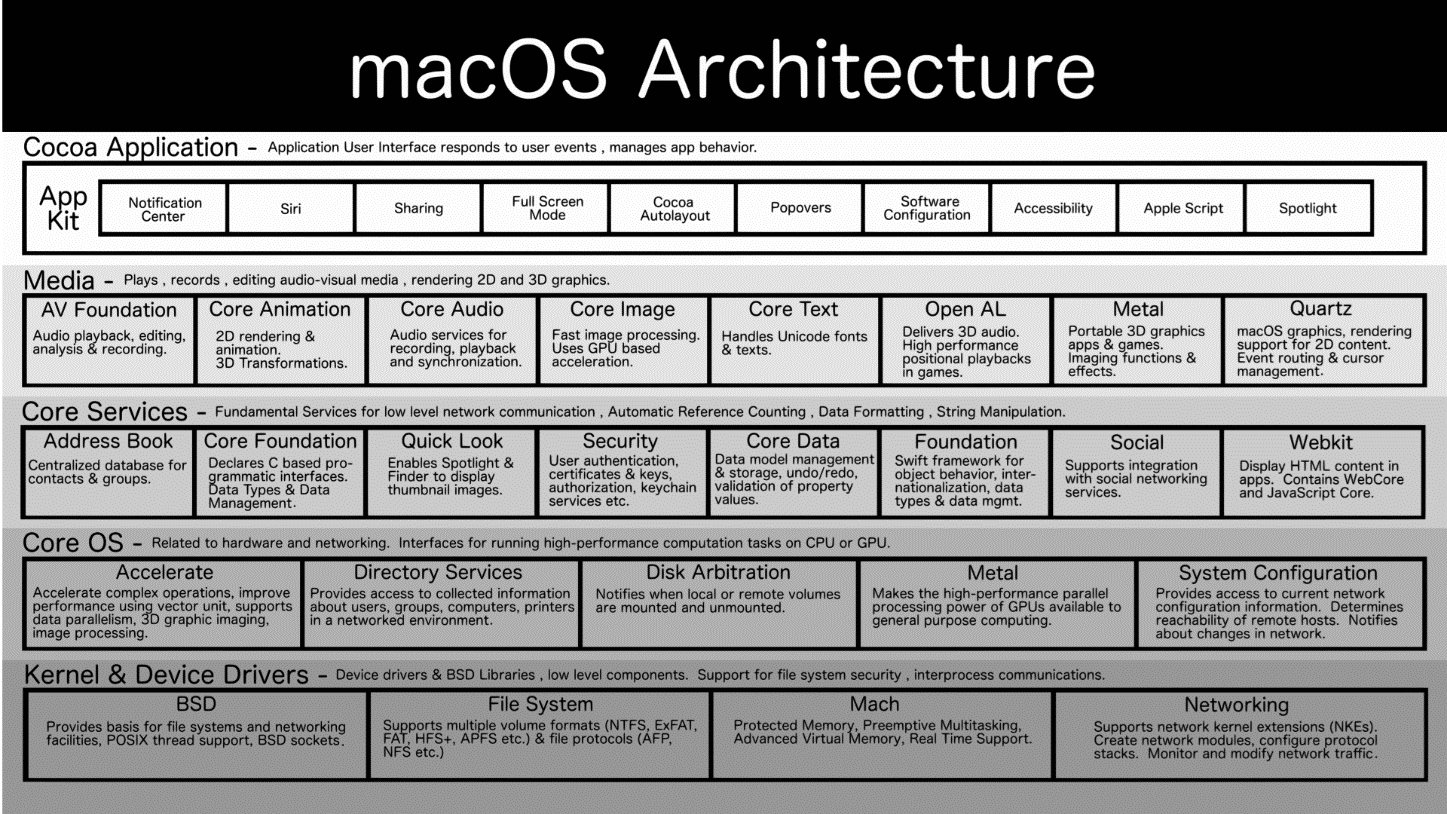 macOS Architecture
Cocoa Application - Application User Interface responds to user events , manages app behavior.
App
Kit
Notification
Center
Siri
Sharing
Full Screen
Mode
Cocoa
Autolayout
Popovers
Software
Configuration
Accessibility
Apple Script
Spotlight
Media - Plays , records , editing audio-visual media , rendering 2D and 3D graphics.
AV Foundation
Audio playback, editing,
analysis & recording.
Core Animation
2D rendering &
animation.
3D Transformations.
Core Audio
Audio services for
recording, playback
and synchronization.
Core Image
Fast image processing.
Uses GPU based
acceleration.
Core Text
Handles Unicode fonts
& texts.
Open AL
Delivers 3D audio.
High performance
positional playbacks
in games.
Metal
Portable 3D graphics
apps & games.
Imaging functions &
effects.
Quartz
macOS graphics, rendering
support for 2D content.
Event routing & cursor
management.
Core Services - Fundamental Services for low level network communication , Automatic Reference Counting , Data Formatting , String Manipulation.
Address Book
Centralized database for
contacts & groups.
Core Foundation
Declares C based pro-
grammatic interfaces.
Data Types & Data
Management.
Quick Look
Enables Spotlight &
Finder to display
thumbnail images.
Security
User authentication,
certificates & keys,
authorization, keychain
services etc.
Core Data
Data model management
& storage, undo/redo,
validation of property
values.
Foundation
Swift framework for
object behavior, inter-
nationalization, data
types & data mgmt.
Social
Supports integration
with social networking
services.
Webkit
Display HTML content in
apps. Contains WebCore
and JavaScript Core.
Core OS - Related to hardware and networking. Interfaces for running high-performance computation tasks on CPU or GPU.
Accelerate
Accelerate complex operations, improve
performance using vector unit, supports
data parallelism, 3D graphic imaging,
image processing.
Directory Services
Provides access to collected information
about users, groups, computers, printers
in a networked environment.
Disk Arbitration
Notifies when local or remote volumes
are mounted and unmounted.
Metal
Makes the high-performance parallel
processing power of GPUs available to
general purpose computing.
System Configuration
Provides access to current network
configuration information. Determines
reachability of remote hosts. Notifies
about changes in network.
Kernel & Device Drivers - Device drivers & BSD Libraries , low level components. Support for file system security , interprocess communications.
BSD
Provides basis for file systems and networking
facilities, POSIX thread support, BSD sockets.
File System
Supports multiple volume formats (NTFS, ExFAT,
FAT, HFS+, APFS etc.) & file protocols (AFP,
NFS etc.)
Mach
Protected Memory, Preemptive Multitasking,
Advanced Virtual Memory, Real Time Support.
Networking
Supports network kernel extensions (NKEs).
Create network modules, configure protocol
stacks. Monitor and modify network traffic.